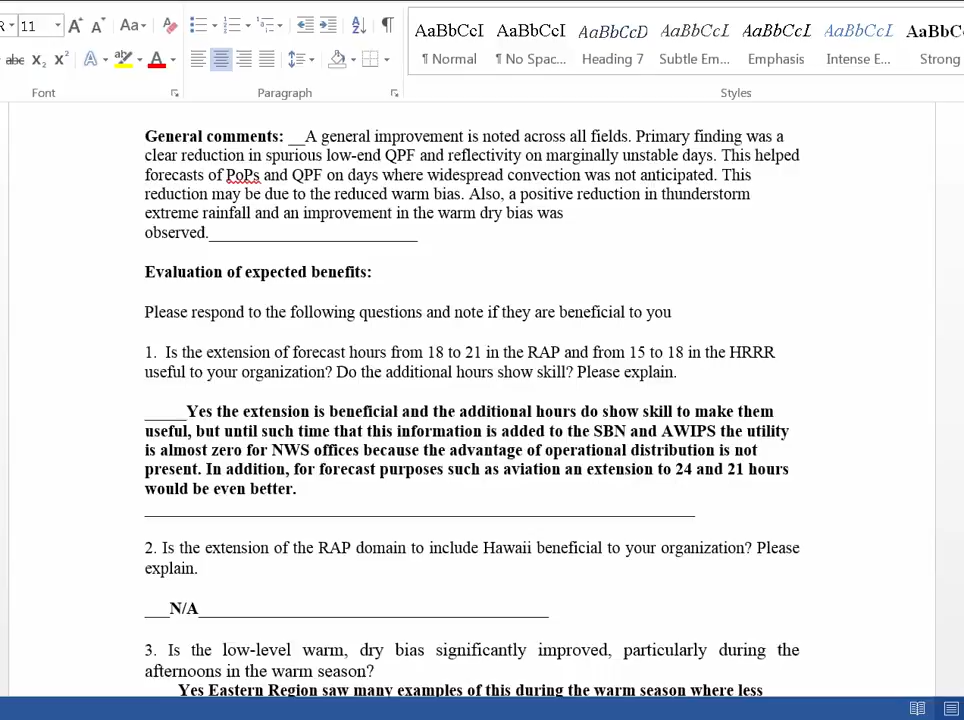 11
Aa
abc X₂ X² A aby A
Font
Paragraph
AaBbCcI AaBbCcI AaBbCcD AaBbCcL AaBbCcL AaBbCcL AaBbC
¶ Normal ¶ No Spac... Heading 7 Subtle Em... Emphasis Intense E... Strong
Styles
General comments: __A general improvement is noted across all fields. Primary finding was a
clear reduction in spurious low-end QPF and reflectivity on marginally unstable days. This helped
forecasts of PoPs and QPF on days where widespread convection was not anticipated. This
reduction may be due to the reduced warm bias. Also, a positive reduction in thunderstorm
extreme rainfall and an improvement in the warm dry bias was
observed._________________________
Evaluation of expected benefits:
Please respond to the following questions and note if they are beneficial to you
1. Is the extension of forecast hours from 18 to 21 in the RAP and from 15 to 18 in the HRRR
useful to your organization? Do the additional hours show skill? Please explain.
_____Yes the extension is beneficial and the additional hours do show skill to make them
useful, but until such time that this information is added to the SBN and AWIPS the utility
is almost zero for NWS offices because the advantage of operational distribution is not
present. In addition, for forecast purposes such as aviation an extension to 24 and 21 hours
would be even better.
2. Is the extension of the RAP domain to include Hawaii beneficial to your organization? Please
explain.
___N/A__________________________________________
3. Is the low-level warm, dry bias significantly improved, particularly during the
afternoons in the warm season?
Yes Eastern Region saw many examples of this during the warm season where less